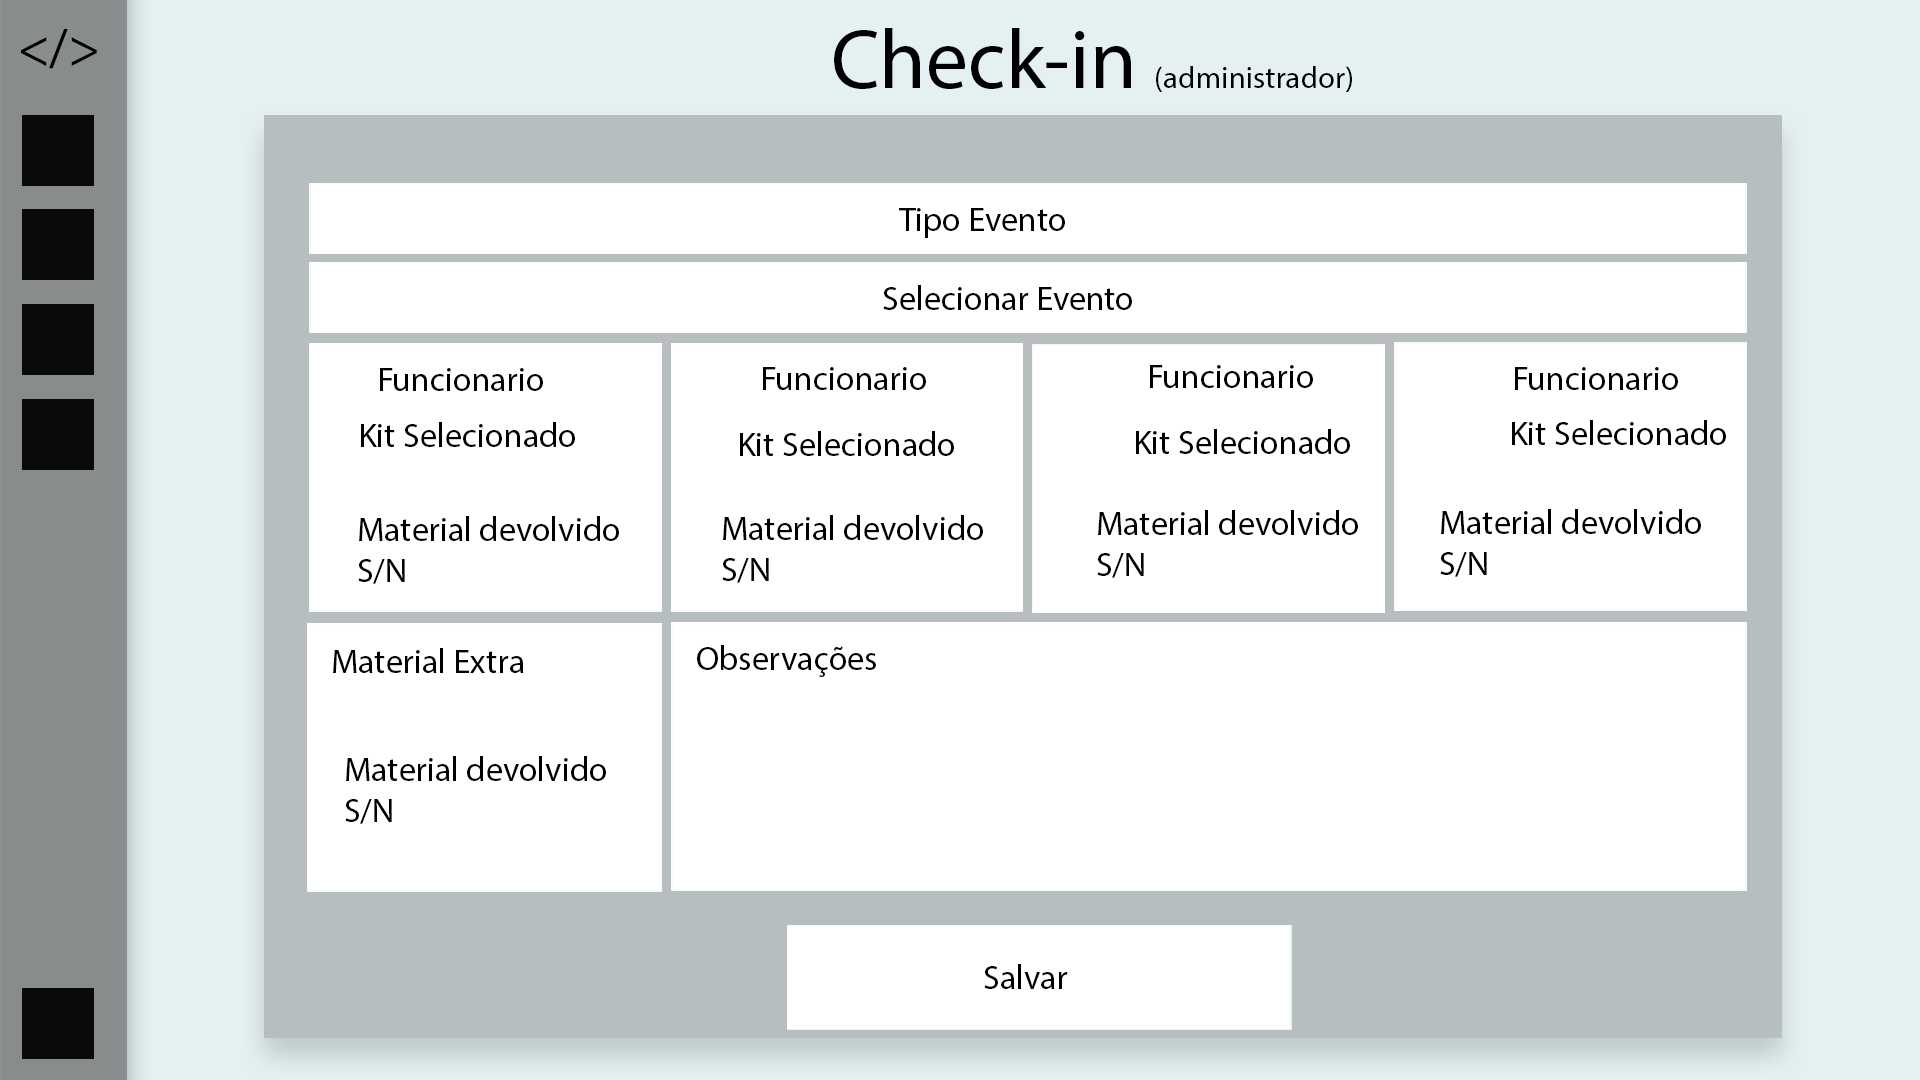 </>
Check-in (administrador)
Tipo Evento
Selecionar Evento
Funcionario
Kit Selecionado
Material devolvido
S/N
Funcionario
Kit Selecionado
Material devolvido
S/N
Funcionario
Kit Selecionado
Material devolvido
S/N
Funcionario
Kit Selecionado
Material devolvido
S/N
Material Extra
Material devolvido
S/N
Observações
Salvar